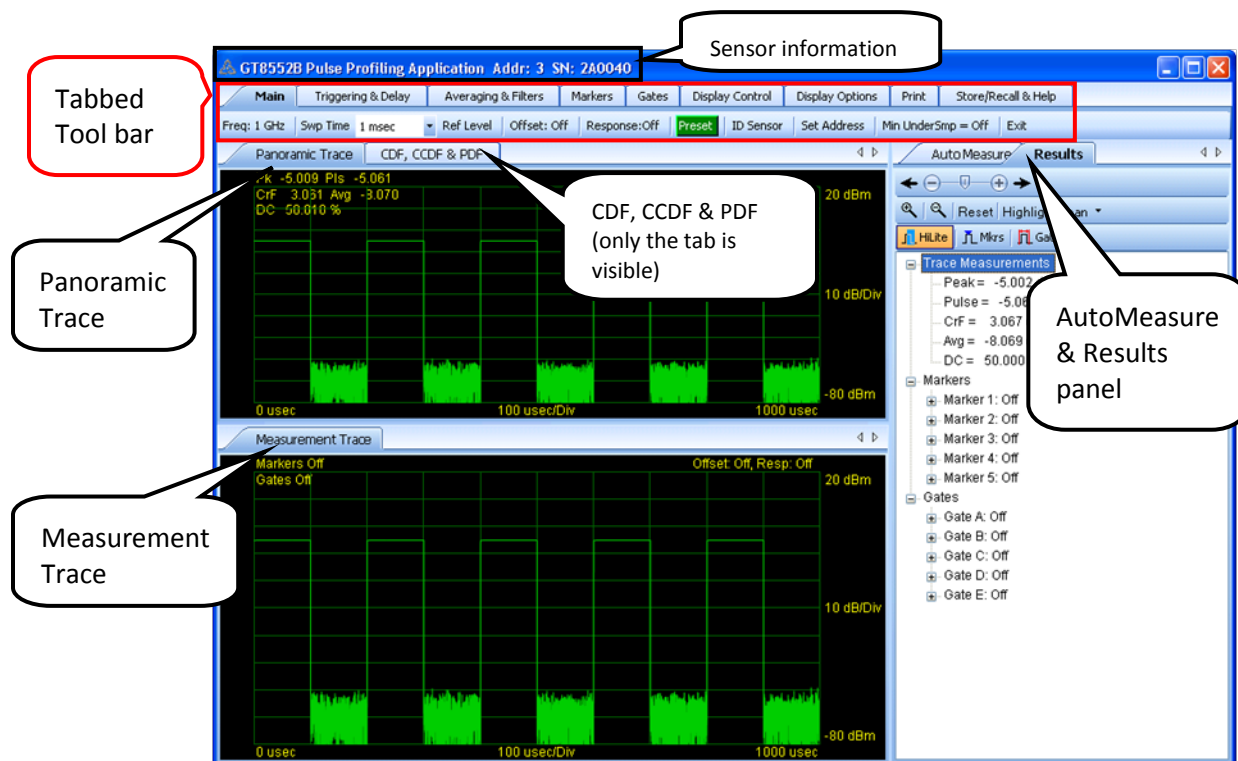 Sensor information
GT8552B Pulse Profiling Application Addr: 3 SN: 2A0040
Tabbed
Tool bar
Main Triggering & Delay Averaging & Filters Markers Gates Display Control Display Options Print Store/Recall & Help
Freq: 1 GHz Swp Time 1 msec Ref Level Offset: Off Response:Off Preset ID Sensor Set Address Min UnderSmp = Off Exit
Panoramic Trace CDF, CCDF & PDF
Pk -5.009 Pls -5.061
CrF 3.061 Avg -8.070
DC 50.010 %
20 dBm
10 dB/Div
-80 dBm
0 usec 100 usec/Div 1000 usec
CDF, CCDF & PDF
(only the tab is
visible)
Panoramic
Trace
Measurement Trace
Markers Off Offset: Off, Resp: Off
Gates Off
20 dBm
10 dB/Div
-80 dBm
0 usec 100 usec/Div 1000 usec
Measurement
Trace
AutoMeasure Results
Reset
HiLite Mkrs
Trace Measurements
Peak = -5.002
Pulse =
CrF = 3.067
Avg = -8.069
DC = 50.000
Markers
Marker 1: Off
Marker 2: Off
Marker 3: Off
Marker 4: Off
Marker 5: Off
Gates
Gate A: Off
Gate B: Off
Gate C: Off
Gate D: Off
Gate E: Off
AutoMeasure
& Results
panel